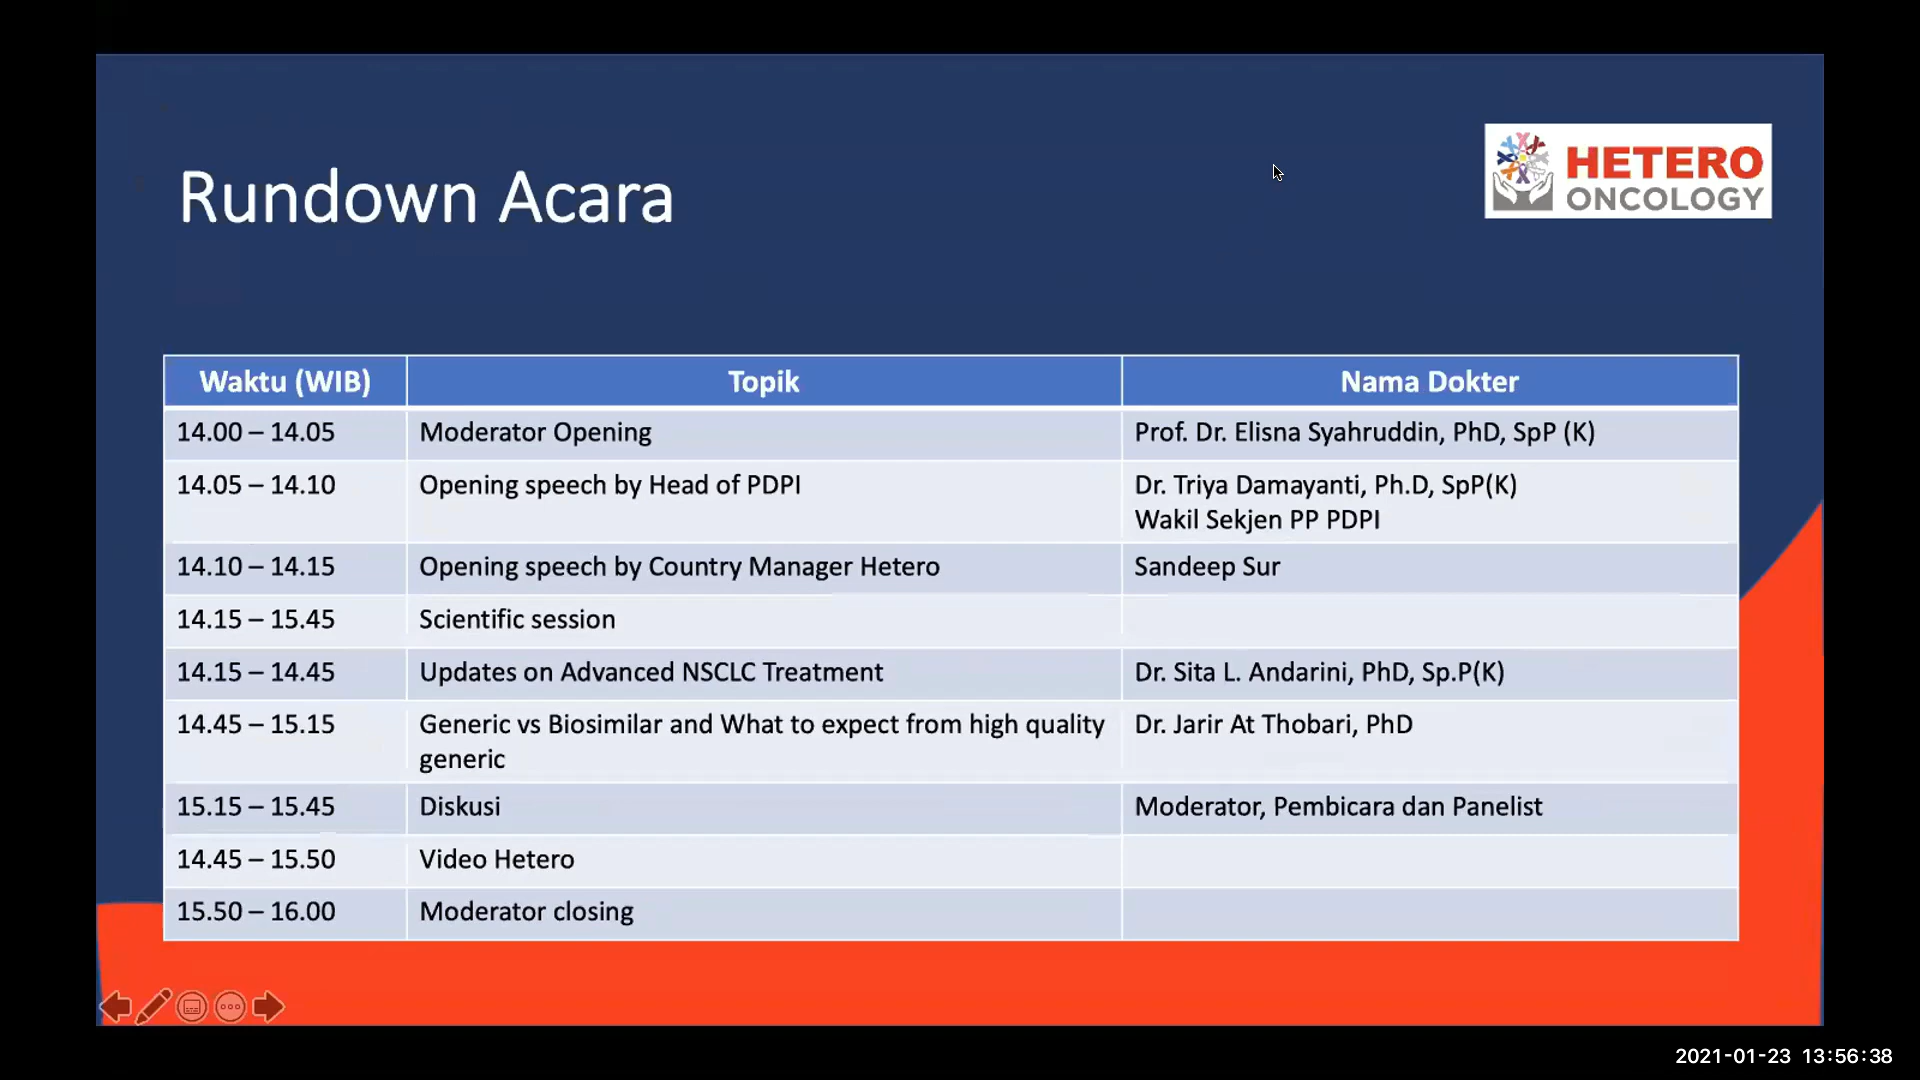 HETERO
ONCOLOGY
Rundown Acara
Waktu (WIB) Topik Nama Dokter
14.00 – 14.05 Moderator Opening Prof. Dr. Elisna Syahruddin, PhD, SpP (K)
14.05 – 14.10 Opening speech by Head of PDPI Dr. Triya Damayanti, Ph.D, SpP(K)
Wakil Sekjen PP PDPI
14.10 – 14.15 Opening speech by Country Manager Hetero Sandeep Sur
14.15 – 15.45 Scientific session
14.15 – 14.45 Updates on Advanced NSCLC Treatment Dr. Sita L. Andarini, PhD, Sp.P(K)
14.45 – 15.15 Generic vs Biosimilar and What to expect from high quality Dr. Jarir At Thobari, PhD
generic
15.15 – 15.45 Diskusi Moderator, Pembicara dan Panelist
14.45 – 15.50 Video Hetero
15.50 – 16.00 Moderator closing
2021-01-23 13:56:38